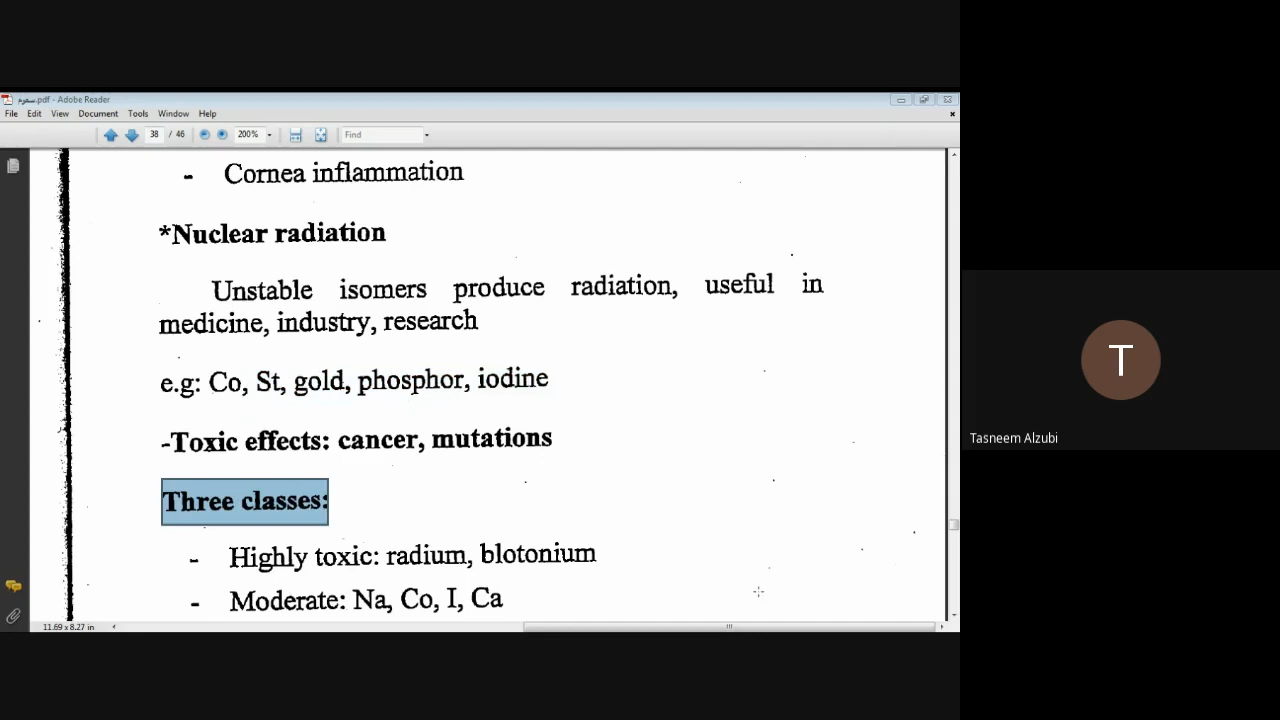 سموم.pdf - Adobe Reader
File Edit View Document Tools Window Help
38 / 46 200% Find
- Cornea inflammation
*Nuclear radiation
Unstable isomers produce radiation, useful in
medicine, industry, research
e.g: Co, St, gold, phosphor, iodine
-Toxic effects: cancer, mutations
Three classes:
- Highly toxic: radium, blotonium
- Moderate: Na, Co, I, Ca
11.69 x 8.27 in
T
Tasneem Alzubi